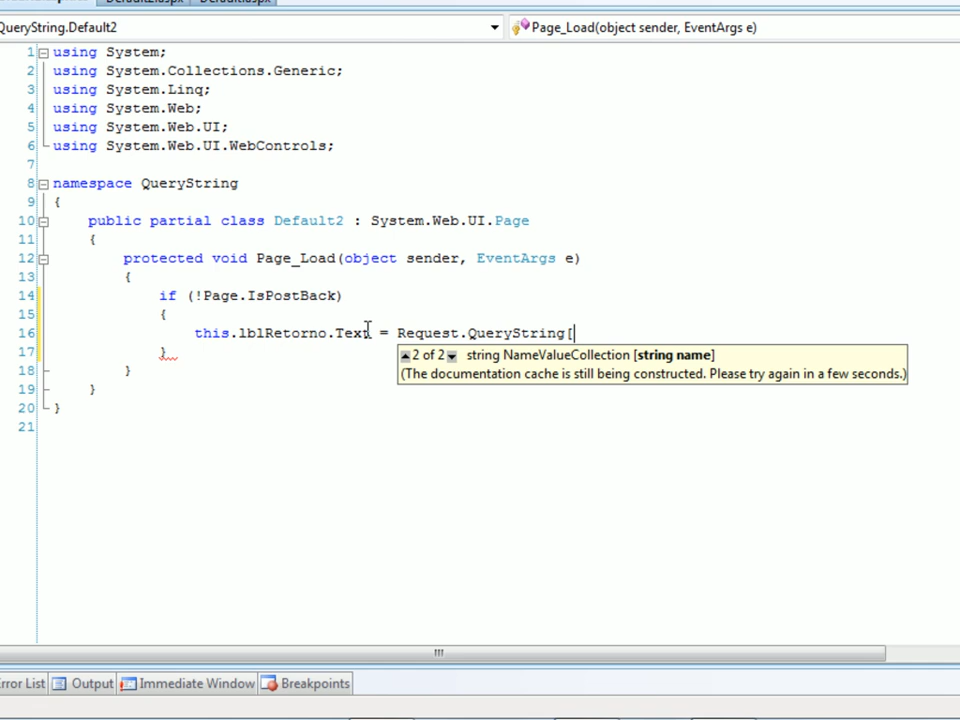 Default2.aspx Default.aspx
QueryString.Default2 Page_Load(object sender, EventArgs e)
1 using System;
2 using System.Collections.Generic;
3 using System.Linq;
4 using System.Web;
5 using System.Web.UI;
6 using System.Web.UI.WebControls;
7
8 namespace QueryString
9 {
10 public partial class Default2 : System.Web.UI.Page
11 {
12 protected void Page_Load(object sender, EventArgs e)
13 {
14 if (!Page.IsPostBack)
15 {
16 this.lblRetorno.Text = Request.QueryString[
17 }
2 of 2 string NameValueCollection [string name]
(The documentation cache is still being constructed. Please try again in a few seconds.)
18 }
19 }
20 }
21
rror List Output Immediate Window Breakpoints